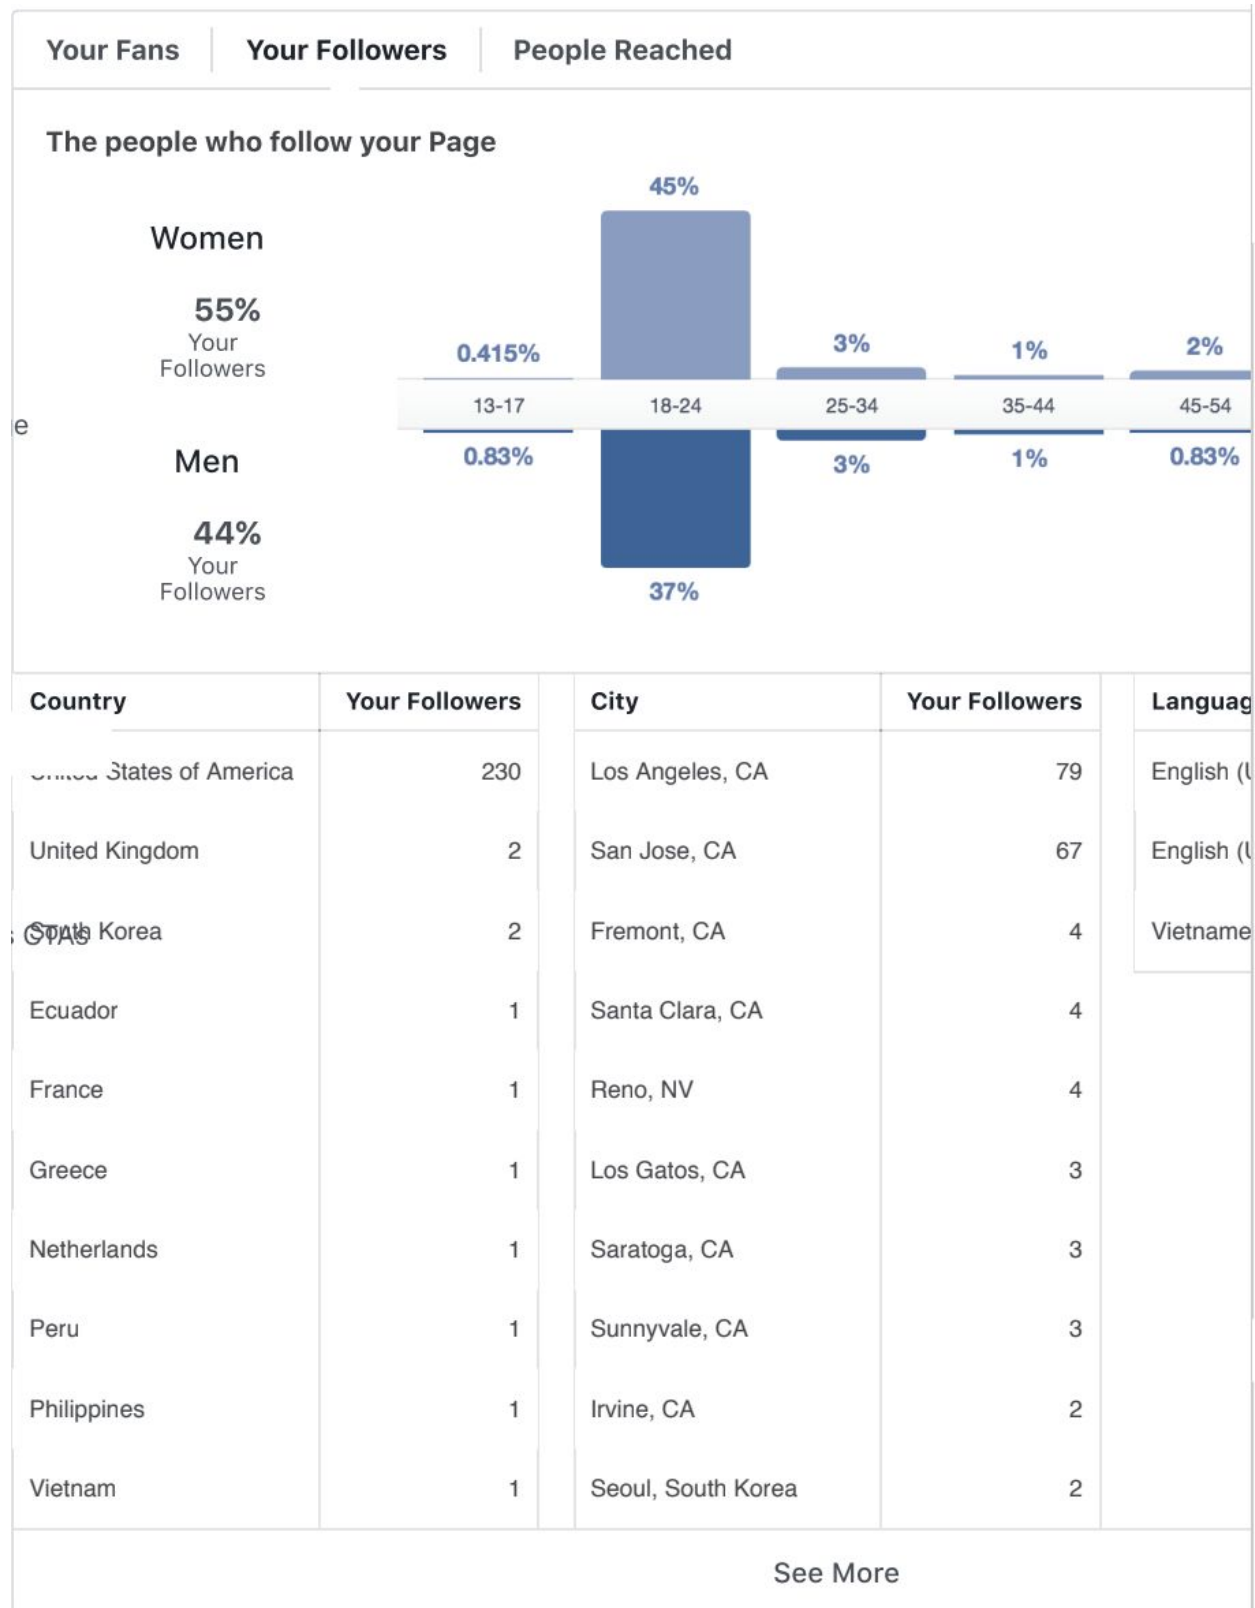 Your Fans Your Followers People Reached
The people who follow your Page
45%
Women
55%
Your
Followers
0.415% 3% 1% 2%
13-17 18-24 25-34 35-44 45-54
e
Men
0.83% 3% 1% 0.83%
44%
Your
Followers
37%
Country Your Followers City Your Followers Languag
United States of America 230 Los Angeles, CA 79 English (
United Kingdom 2 San Jose, CA 67 English (
South Korea 2 Fremont, CA 4 Vietname
CTAs
Ecuador 1 Santa Clara, CA 4
France 1 Reno, NV 4
Greece 1 Los Gatos, CA 3
Netherlands 1 Saratoga, CA 3
Peru 1 Sunnyvale, CA 3
Philippines 1 Irvine, CA 2
Vietnam 1 Seoul, South Korea 2
See More